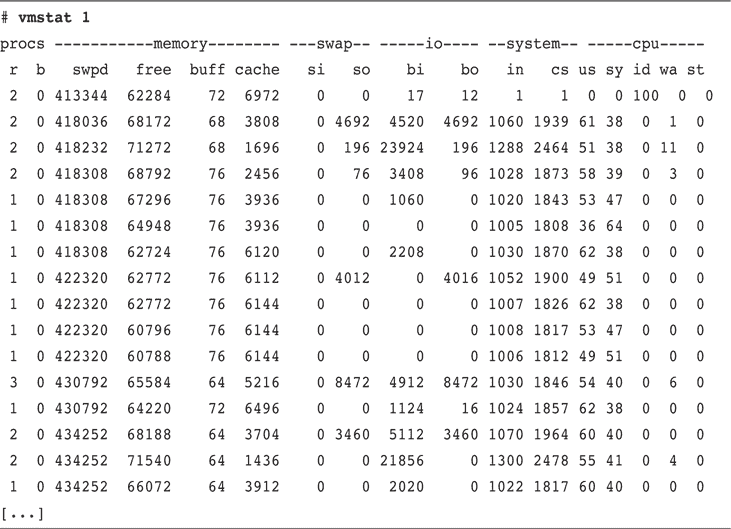 # vmstat 1
procs -----------memory---------- ---swap-- -----io---- --system-- -----cpu-----
r b swpd free buff cache si so bi bo in cs us sy id wa st
2 0 413344 62284 72 6972 0 0 17 12 1 1 0 0 100 0 0
2 0 418036 68172 68 3808 0 4692 4520 4692 1060 1939 61 38 0 1 0
2 0 418232 71272 68 1696 0 196 23924 196 1288 2464 51 38 0 11 0
2 0 418308 68792 76 2456 0 76 3408 96 1028 1873 58 39 0 3 0
1 0 418308 67296 76 3936 0 0 1060 0 1020 1843 53 47 0 0 0
1 0 418308 64948 76 3936 0 0 0 0 1005 1808 36 64 0 0 0
1 0 418308 62724 76 6120 0 0 2208 0 1030 1870 62 38 0 0 0
1 0 422320 62772 76 6112 0 4012 0 4016 1052 1900 49 51 0 0 0
1 0 422320 62772 76 6144 0 0 0 0 1007 1826 62 38 0 0 0
1 0 422320 60796 76 6144 0 0 0 0 1008 1817 53 47 0 0 0
1 0 422320 60788 76 6144 0 0 0 0 1006 1812 49 51 0 0 0
3 0 430792 65584 64 5216 0 8472 4912 8472 1030 1846 54 40 0 6 0
1 0 430792 64220 72 6496 0 0 1124 16 1024 1857 62 38 0 0 0
2 0 434252 68188 64 3704 0 3460 5112 3460 1070 1964 60 40 0 0 0
2 0 434252 71540 64 1436 0 0 21856 0 1300 2478 55 41 0 4 0
1 0 434252 66072 64 3912 0 0 2020 0 1022 1817 60 40 0 0 0
[...]